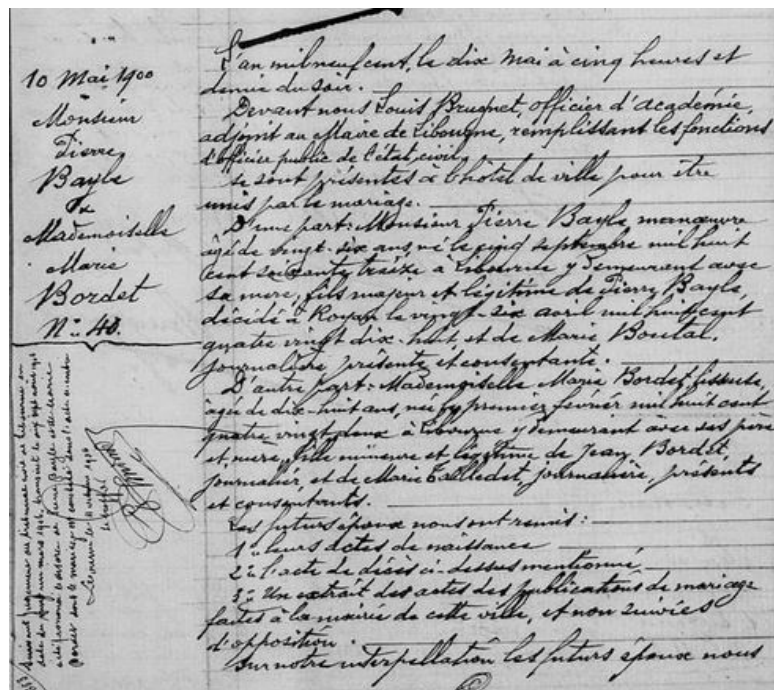 10 Mai 1900
Monsieur
Pierre
Bayle
&
Mademoiselle
Marie
Bordet
N° 40.
L'an mil neuf cent, le dix mai à cinq heures et
demie du soir.
Devant nous Louis Brugnet, officier d'académie,
adjoint au Maire de Libourne, remplissant les fonctions
d'officier public de l'état civil,
se sont présentés à l'hôtel de ville pour être
unis par le mariage.
D'une part: Monsieur Pierre Bayle, manœuvre
âgé de vingt-six ans, né le cinq septembre mil huit
cent soixante treize à Libourne y demeurant avec
sa mère, fils majeur et légitime de Pierre Bayle,
décédé à Royan le vingt-six avril mil huit cent
quatre vingt dix-huit et de Marie Boutal,
journalière, présente et consentante.
D'autre part: Mademoiselle Marie Bordet,
âgée de dix-huit ans, née le premier février mil huit cent
quatre vingt deux à Libourne y demeurant avec ses père
et mère, fille mineure et légitime de Jean Bordet,
journalier, et de Marie Tailledet, journalière, présents
et consentants.
Les futurs époux nous ont remis:
1° leurs actes de naissance
2° l'acte de décès ci-dessus mentionné
3° Un extrait des actes des publications de mariage
faites à la mairie de cette ville, et non suivies
d'opposition.
Sur notre interpellation les futurs époux nous